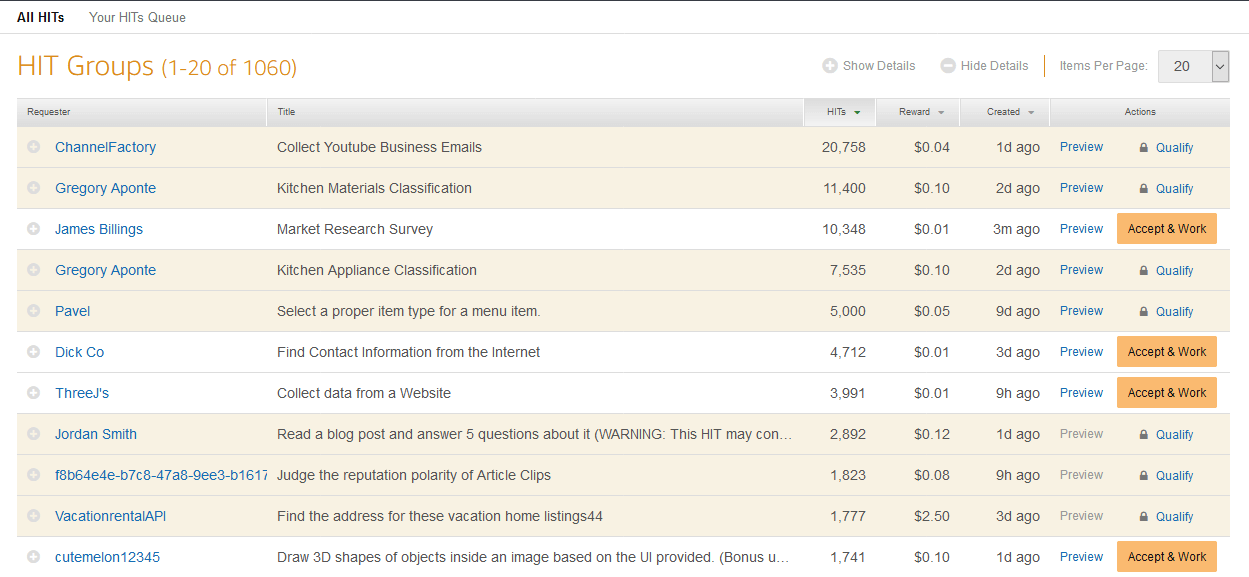 All HITs Your HITs Queue
HIT Groups (1-20 of 1060) Show Details Hide Details Items Per Page: 20
Requester Title HITs Reward Created Actions
ChannelFactory Collect Youtube Business Emails 20,758 $0.04 1d ago Preview Qualify
Gregory Aponte Kitchen Materials Classification 11,400 $0.10 2d ago Preview Qualify
James Billings Market Research Survey 10,348 $0.01 3m ago Preview Accept & Work
Gregory Aponte Kitchen Appliance Classification 7,535 $0.10 2d ago Preview Qualify
Pavel Select a proper item type for a menu item. 5,000 $0.05 9d ago Preview Qualify
Dick Co Find Contact Information from the Internet 4,712 $0.01 3d ago Preview Accept & Work
ThreeJ's Collect data from a Website 3,991 $0.01 9h ago Preview Accept & Work
Jordan Smith Read a blog post and answer 5 questions about it (WARNING: This HIT may con... 2,892 $0.12 1d ago Preview Qualify
f8b64e4e-b7c8-47a8-9ee3-b1617 Judge the reputation polarity of Article Clips 1,823 $0.08 9h ago Preview Qualify
VacationrentalAPI Find the address for these vacation home listings44 1,777 $2.50 3d ago Preview Qualify
cutemelon12345 Draw 3D shapes of objects inside an image based on the UI provided. (Bonus u... 1,741 $0.10 1d ago Preview Accept & Work